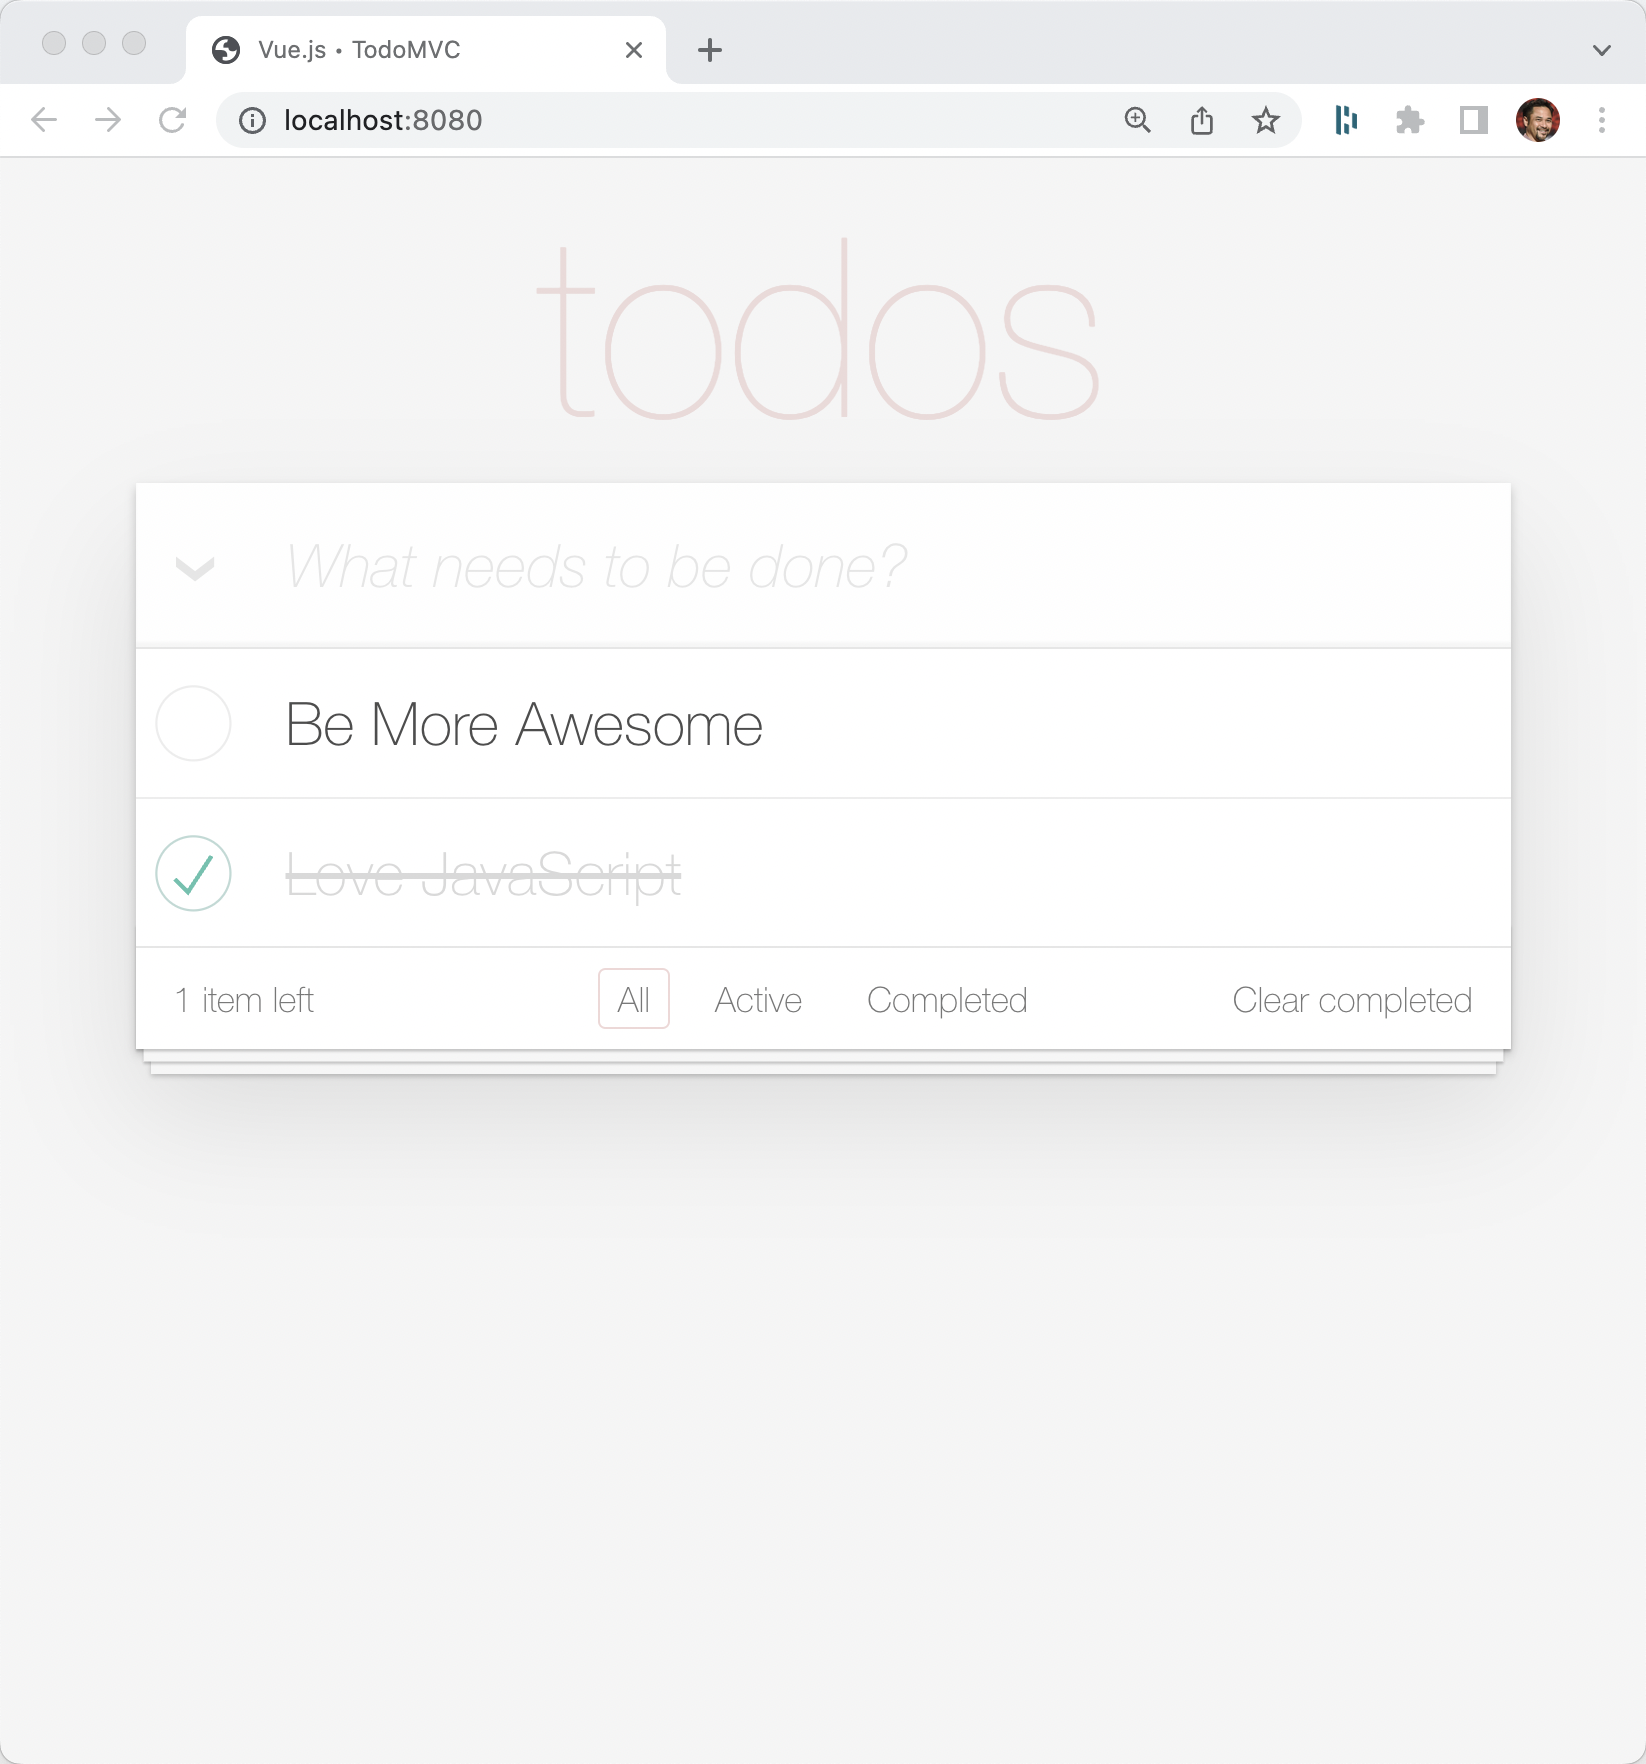 Vue.js • TodoMVC
localhost:8080
todos
What needs to be done?
Be More Awesome
Love JavaScript
1 item left
All
Active
Completed
Clear completed